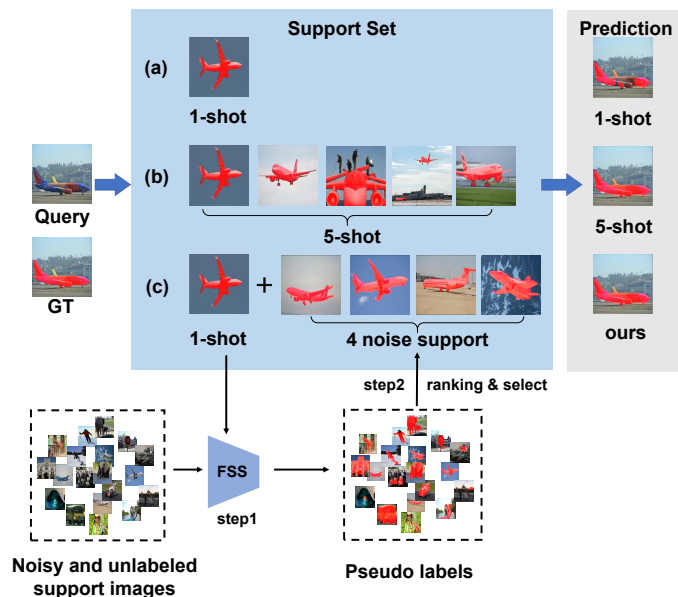 Support Set
Prediction
(a)
1-shot
1-shot
(b)
Query
5-shot
5-shot
GT
(c)
+
1-shot
4 noise support
ours
step2 ranking & select
FSS
step1
Noisy and unlabeled
support images
Pseudo labels